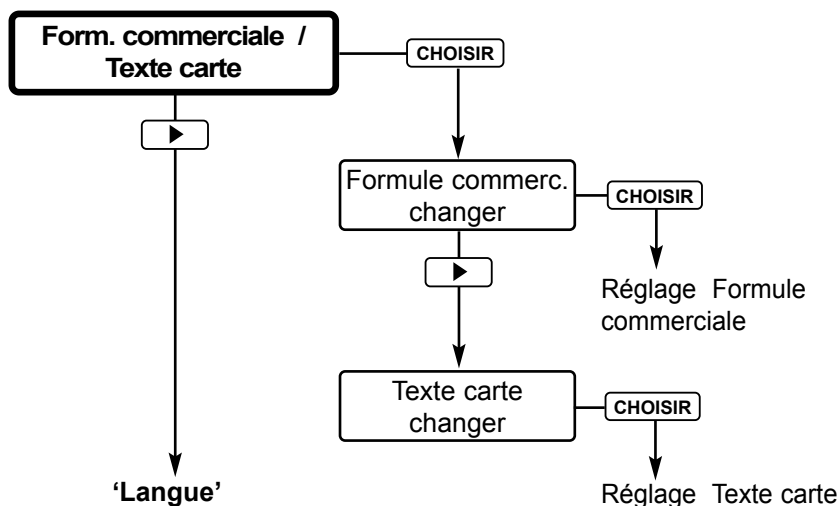 Form. commerciale /
Texte carte
CHOISIR
Formule commerc.
changer
CHOISIR
Réglage Formule
commerciale
Texte carte
changer
CHOISIR
‘Langue’
Réglage Texte carte